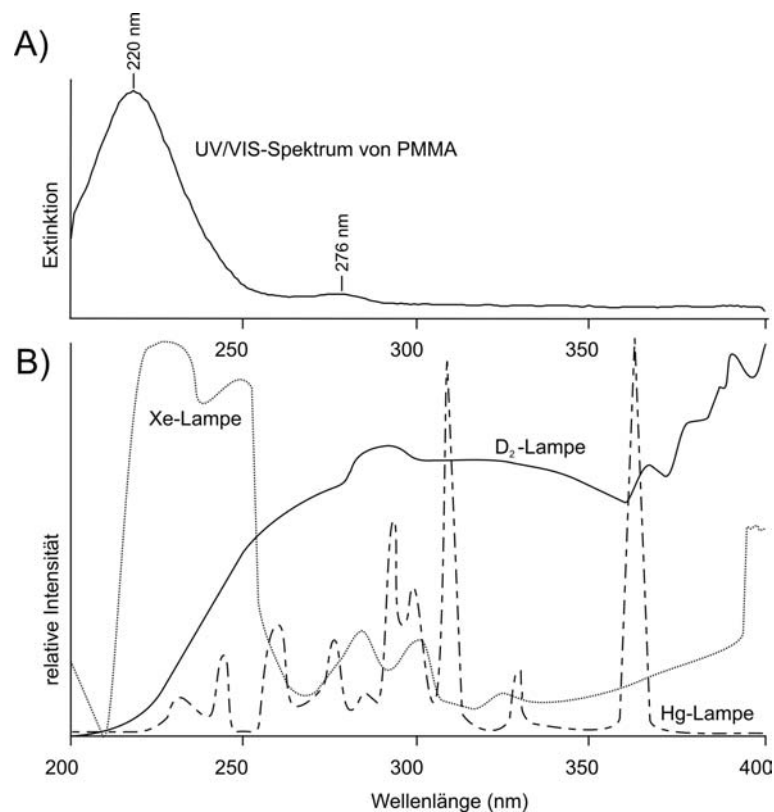 A)
220 nm
UV/VIS-Spektrum von PMMA
276 nm
Extinktion
250 300 350 400
B)
Xe-Lampe
D₂-Lampe
relative Intensität
Hg-Lampe
200 250 300 350 400
Wellenlänge (nm)